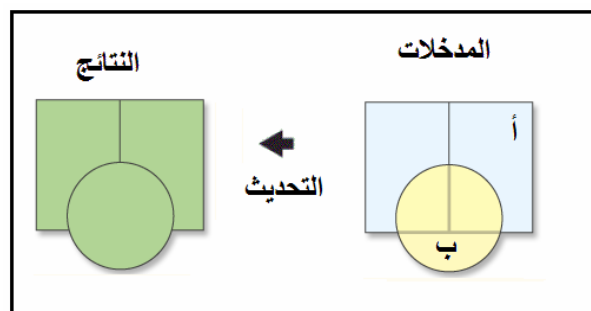 المدخلات
النتائج
أ
التحديث
ب